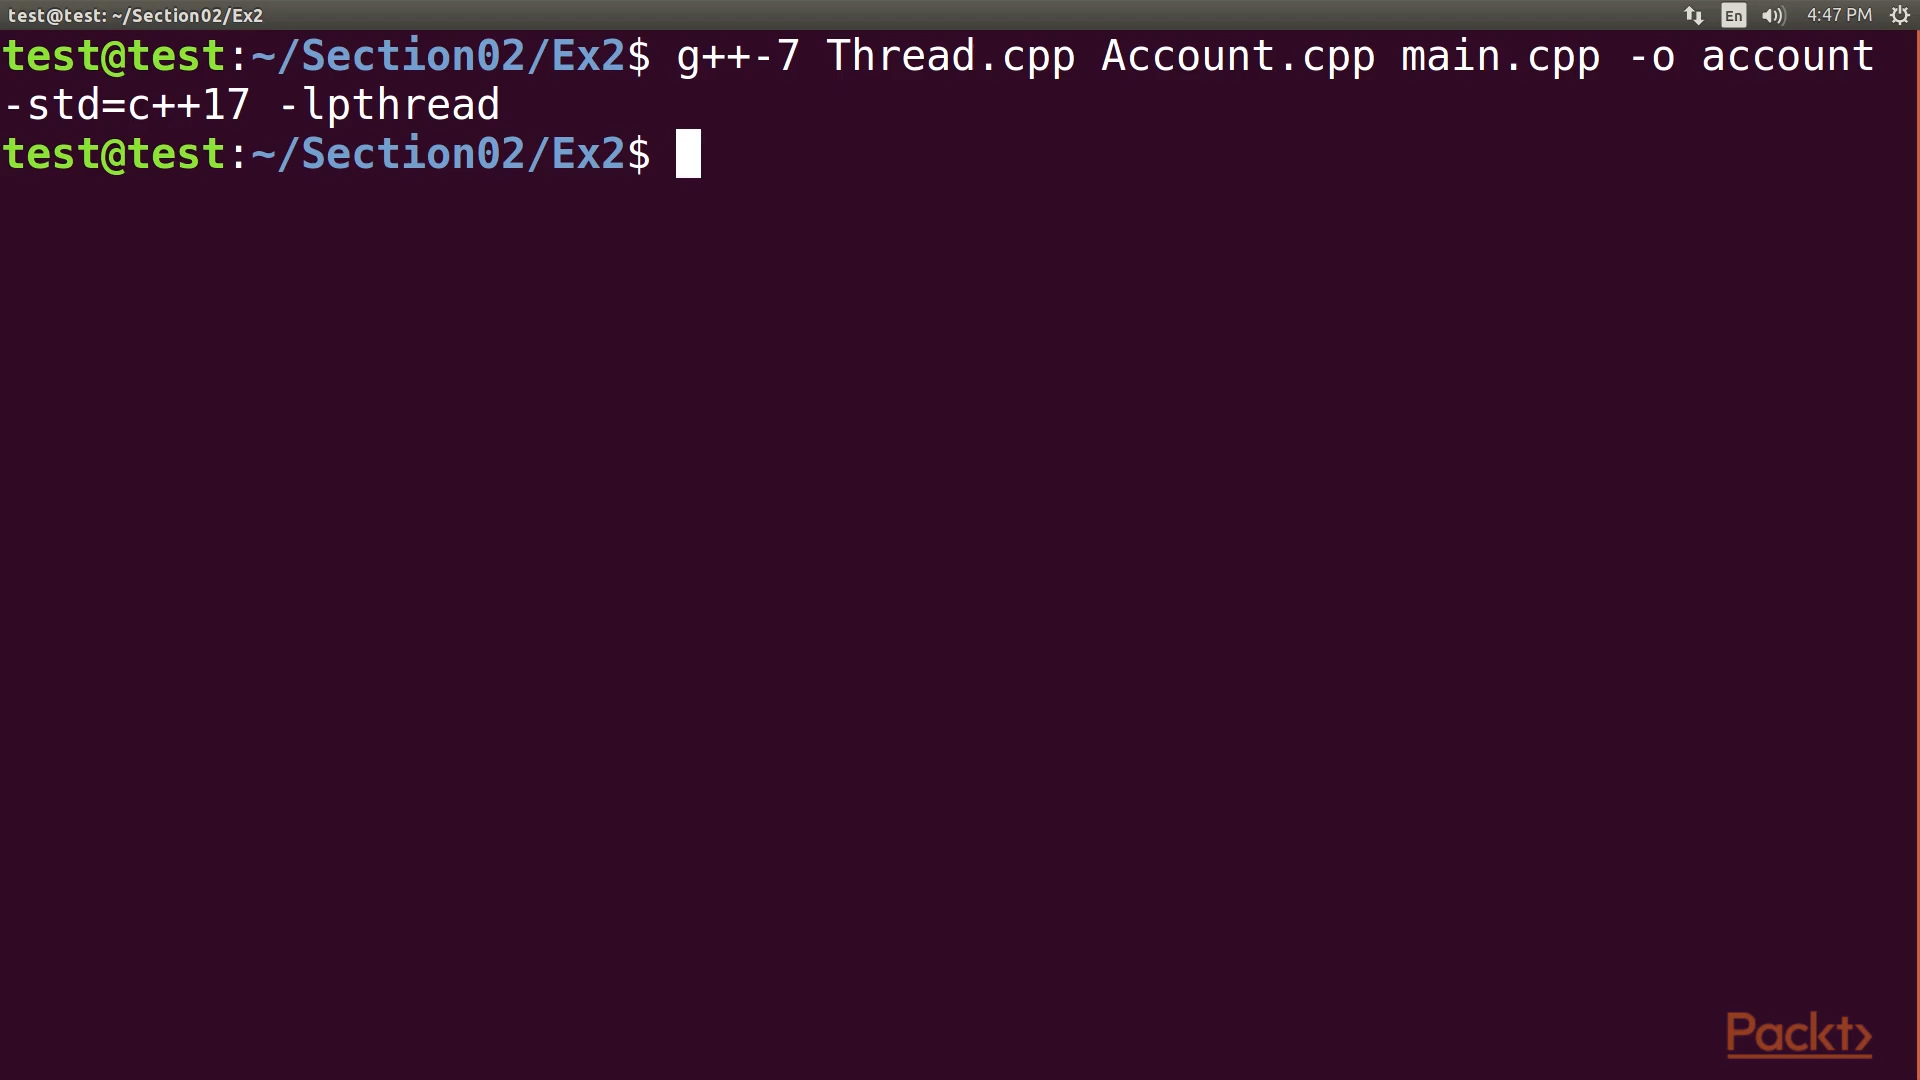 test@test: ~/Section02/Ex2
En
4:47 PM
test@test:~/Section02/Ex2$ g++-7 Thread.cpp Account.cpp main.cpp -o account
-std=c++17 -lpthread
test@test:~/Section02/Ex2$
Packt>